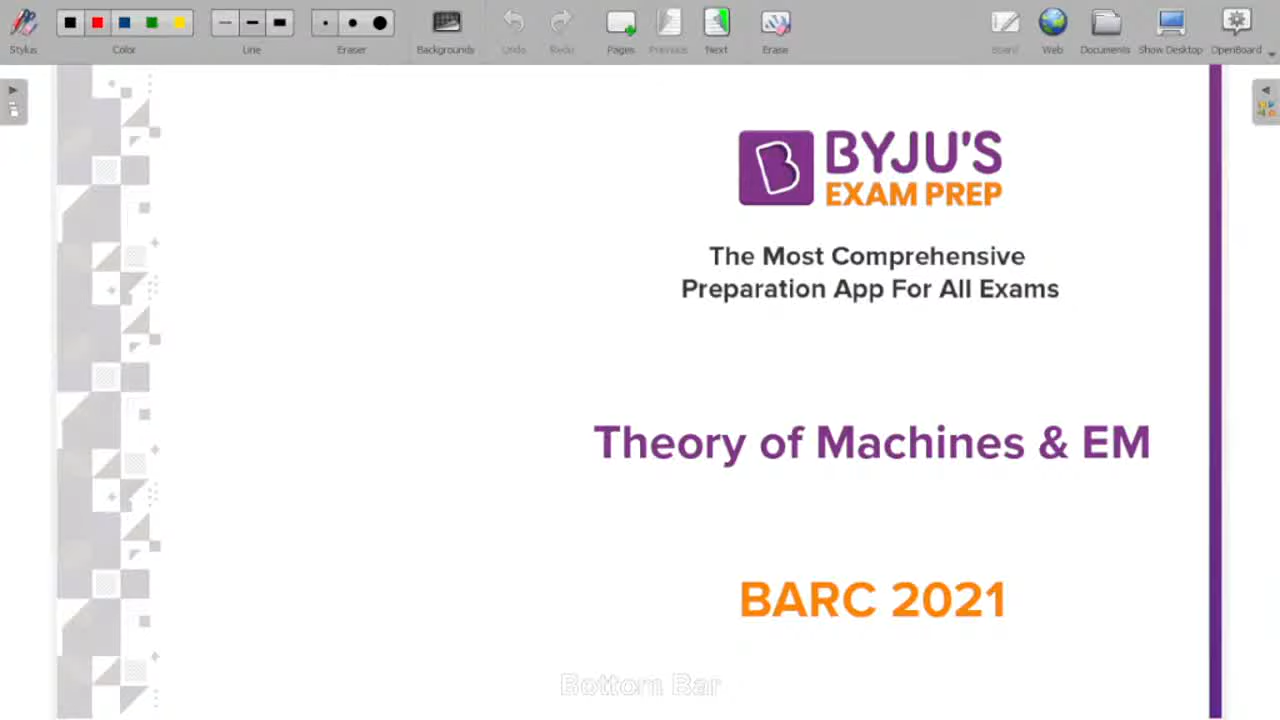 Stylus
Color
Line
Eraser
Backgrounds
Undo
Redo
Pages
Previous
Next
Erase
Board
Web
Documents
Show Desktop
OpenBoard
BYJU'S
EXAM PREP
The Most Comprehensive
Preparation App For All Exams
Theory of Machines & EM
BARC 2021
Bottom Bar